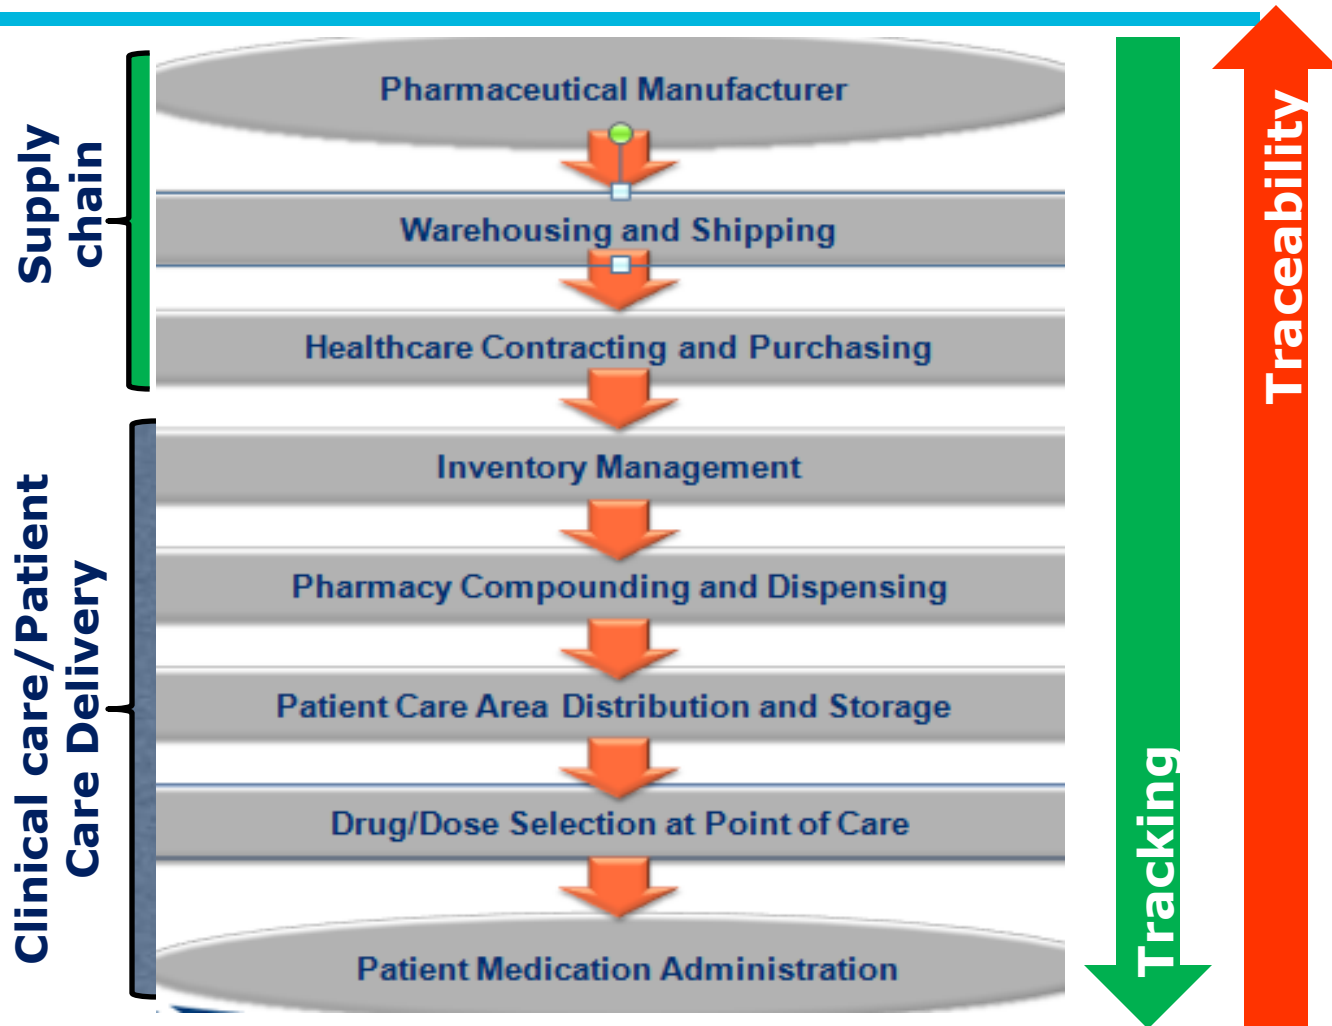 Supply
chain
Clinical care/Patient
Care Delivery
Pharmaceutical Manufacturer
Warehousing and Shipping
Healthcare Contracting and Purchasing
Inventory Management
Pharmacy Compounding and Dispensing
Patient Care Area Distribution and Storage
Drug/Dose Selection at Point of Care
Patient Medication Administration
Tracking
Traceability